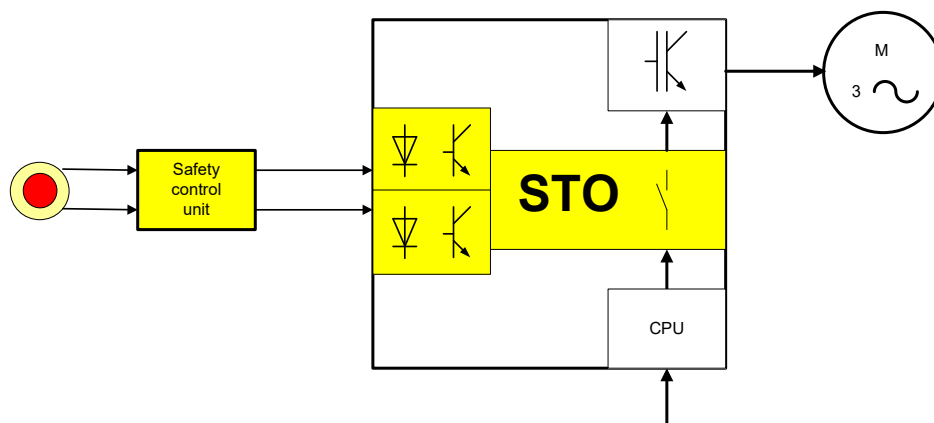 M
3
Safety
control
unit
STO
CPU